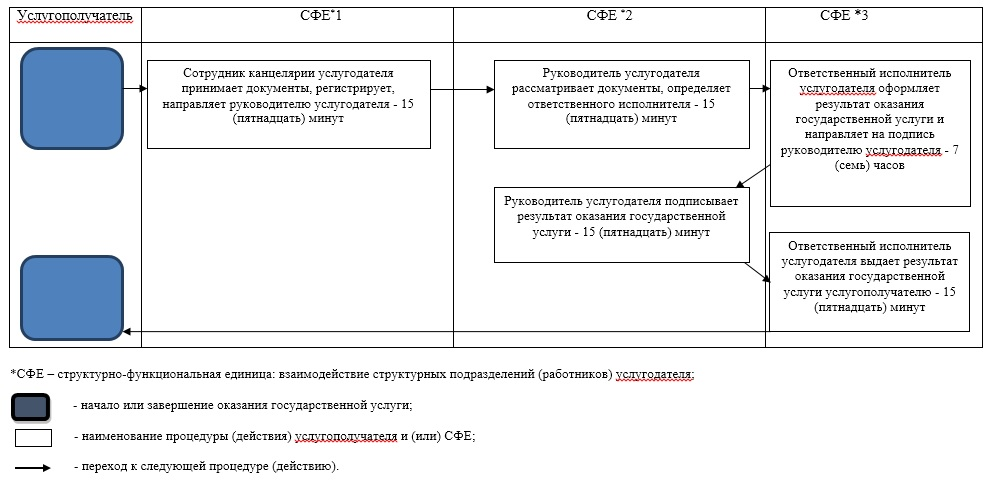 Услугополучатель
СФЕ*1
СФЕ *2
СФЕ *3
Сотрудник канцелярии услугодателя
принимает документы, регистрирует,
направляет руководителю услугодателя - 15
(пятнадцать) минут
Руководитель услугодателя
рассматривает документы, определяет
ответственного исполнителя - 15
(пятнадцать) минут
Ответственный исполнитель
услугодателя оформляет
результат оказания
государственной услуги и
направляет на подпись
руководителю услугодателя - 7
(семь) часов
Руководитель услугодателя подписывает
результат оказания государственной
услуги - 15 (пятнадцать) минут
Ответственный исполнитель
услугодателя выдает результат
оказания государственной
услуги услугополучателю - 15
(пятнадцать) минут
*СФЕ – структурно-функциональная единица: взаимодействие структурных подразделений (работников) услугодателя;
- начало или завершение оказания государственной услуги;
- наименование процедуры (действия) услугополучателя и (или) СФЕ;
- переход к следующей процедуре (действию).